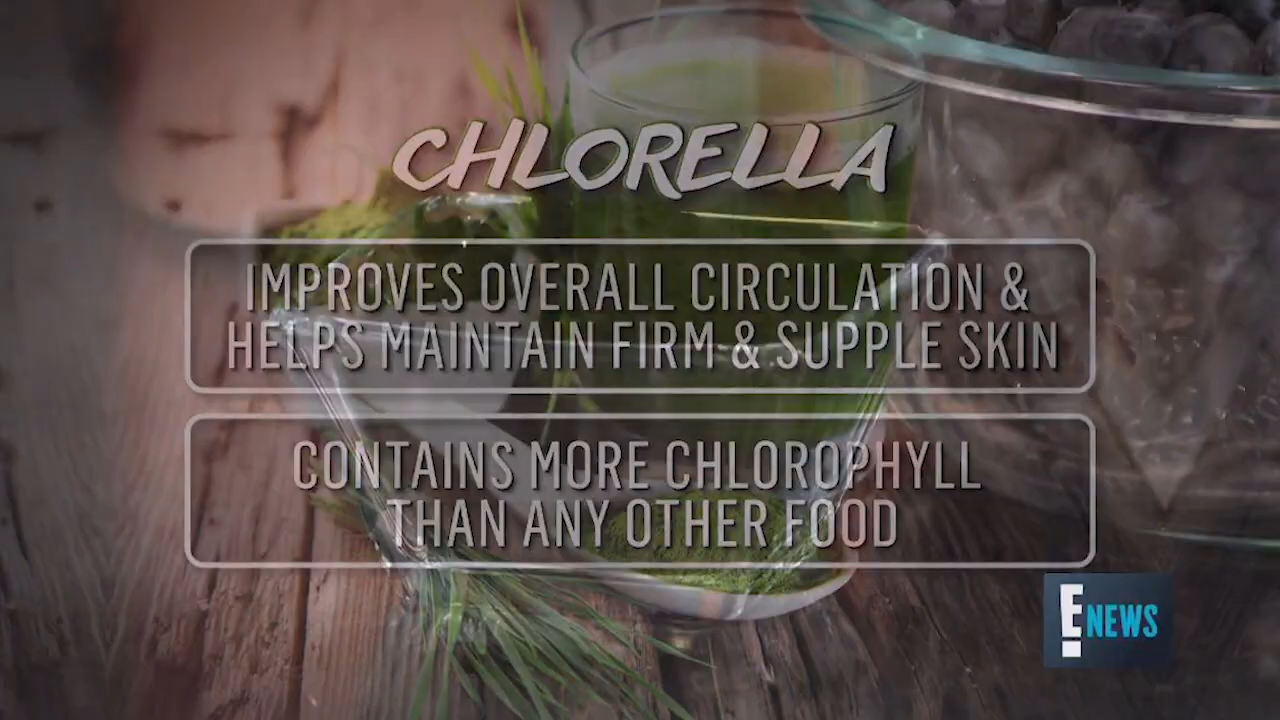 CHLORELLA
IMPROVES OVERALL CIRCULATION &
HELPS MAINTAIN FIRM & SUPPLE SKIN
CONTAINS MORE CHLOROPHYLL
THAN ANY OTHER FOOD
E! NEWS